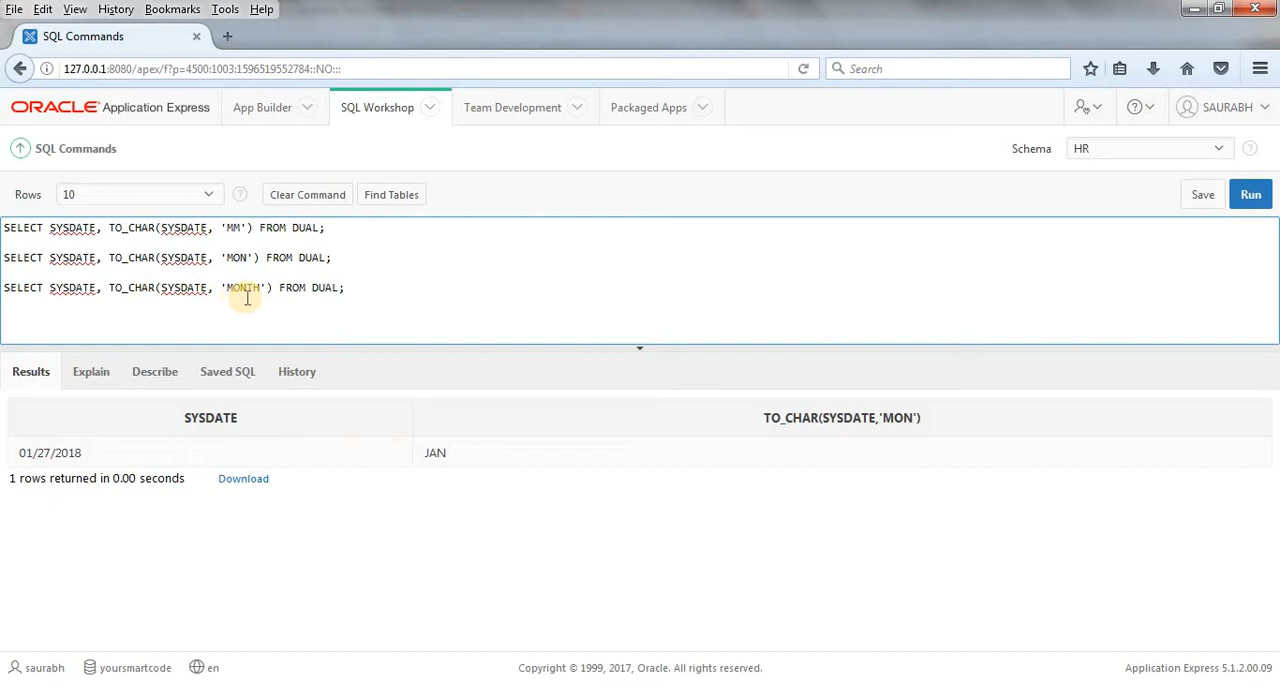 File Edit View History Bookmarks Tools Help
SQL Commands
127.0.0.1:8080/apex/f?p=4500:1003:1596519552784::NO::: Search
ORACLE Application Express App Builder SQL Workshop Team Development Packaged Apps SAURABH
SQL Commands Schema HR
Rows 10 Clear Command Find Tables Save Run
SELECT SYSDATE, TO_CHAR(SYSDATE, 'MM') FROM DUAL;
SELECT SYSDATE, TO_CHAR(SYSDATE, 'MON') FROM DUAL;
SELECT SYSDATE, TO_CHAR(SYSDATE, 'MONTH') FROM DUAL;
Results Explain Describe Saved SQL History
SYSDATE TO_CHAR(SYSDATE,'MON')
01/27/2018 JAN
1 rows returned in 0.00 seconds Download
saurabh yoursmartcode en Copyright © 1999, 2017, Oracle. All rights reserved. Application Express 5.1.2.00.09